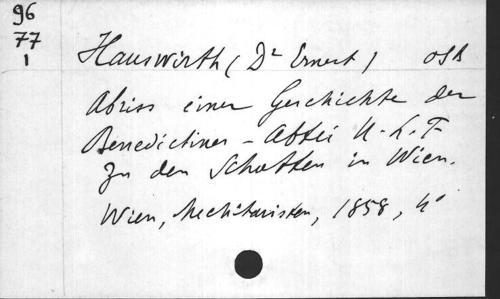 96
77
1
Hauswirth (Dr Ernest) OSB
Abriss einer Geschichte der
Benedictiner - Abtei U. L. F.
zu den Schotten in Wien.
Wien, Mechitaristen, 1858, 4°